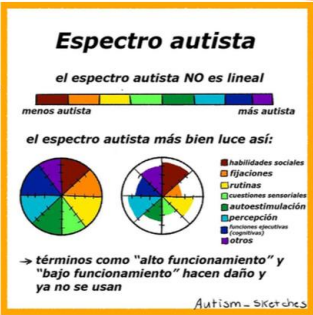 Espectro autista
el espectro autista NO es lineal
menos autista
más autista
el espectro autista más bien luce así:
habilidades sociales
fijaciones
rutinas
cuestiones sensoriales
autoestimulación
percepción
funciones ejecutivas
(cognitivas)
otros
→ términos como "alto funcionamiento" y
"bajo funcionamiento" hacen daño y
ya no se usan
Autism_sketches